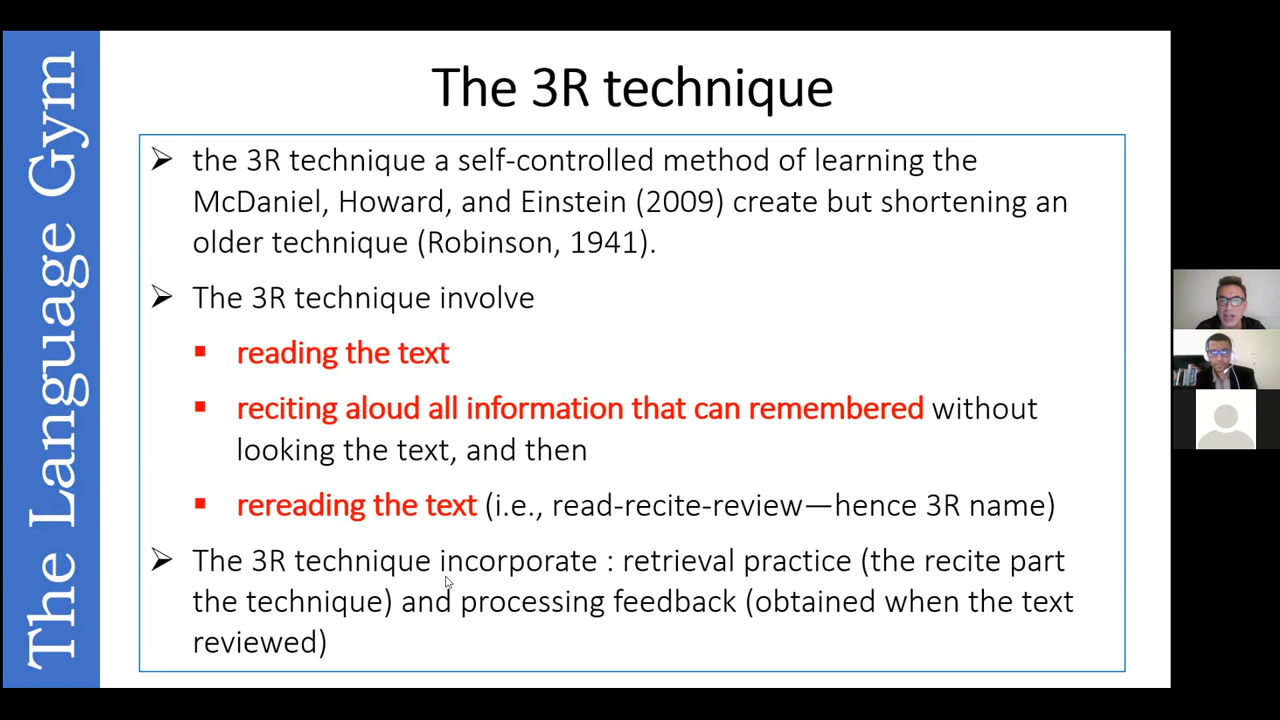 The Language Gym
The 3R technique
the 3R technique a self-controlled method of learning the
McDaniel, Howard, and Einstein (2009) create but shortening an
older technique (Robinson, 1941).
The 3R technique involve
reading the text
reciting aloud all information that can remembered without
looking the text, and then
rereading the text (i.e., read-recite-review—hence 3R name)
The 3R technique incorporate : retrieval practice (the recite part
the technique) and processing feedback (obtained when the text
reviewed)